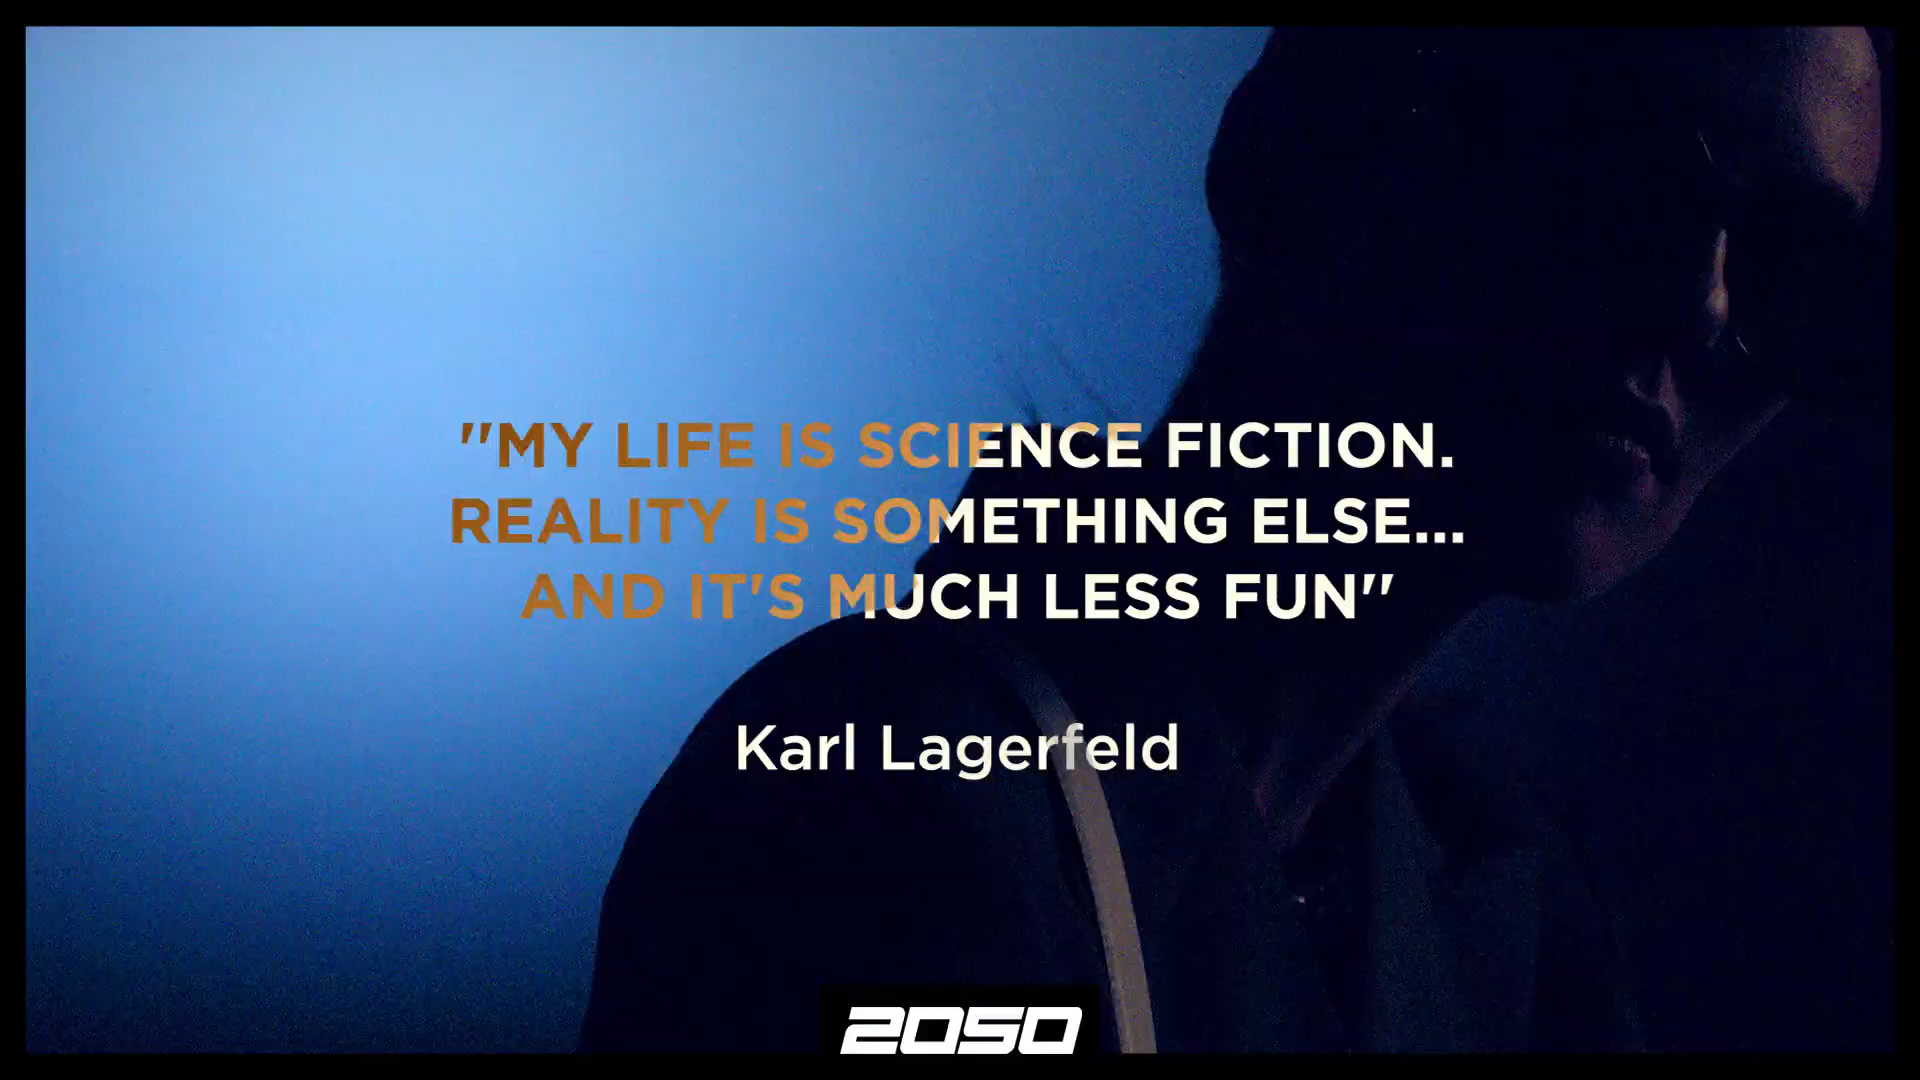 "MY LIFE IS SCIENCE FICTION.
REALITY IS SOMETHING ELSE...
AND IT'S MUCH LESS FUN"
Karl Lagerfeld
2050